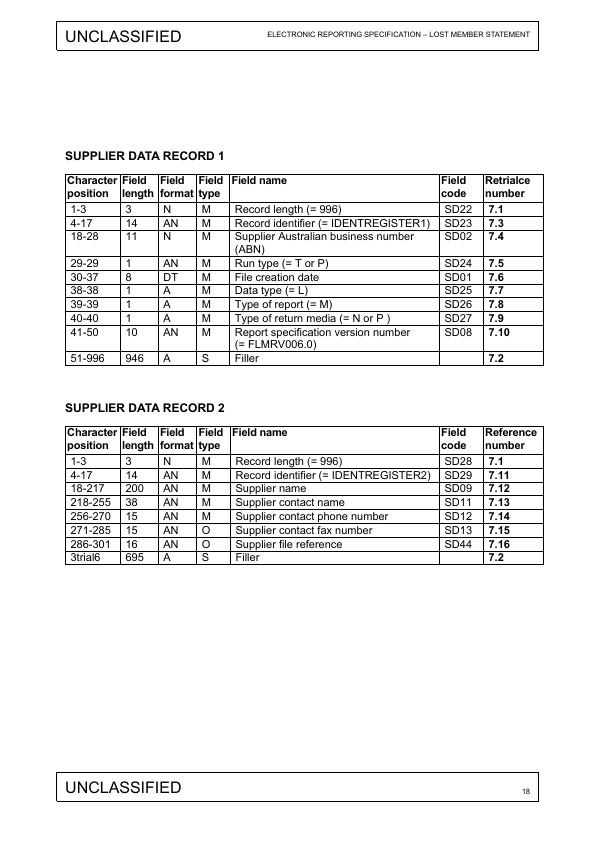 UNCLASSIFIED
ELECTRONIC REPORTING SPECIFICATION – LOST MEMBER STATEMENT
SUPPLIER DATA RECORD 1
Character Field Field Field Field name Field Retrialce
position length format type code number
1-3 3 N M Record length (= 996) SD22 7.1
4-17 14 AN M Record identifier (= IDENTREGISTER1) SD23 7.3
18-28 11 N M Supplier Australian business number SD02 7.4
(ABN)
29-29 1 AN M Run type (= T or P) SD24 7.5
30-37 8 DT M File creation date SD01 7.6
38-38 1 A M Data type (= L) SD25 7.7
39-39 1 A M Type of report (= M) SD26 7.8
40-40 1 A M Type of return media (= N or P ) SD27 7.9
41-50 10 AN M Report specification version number SD08 7.10
(= FLMRV006.0)
51-996 946 A S Filler 7.2
SUPPLIER DATA RECORD 2
Character Field Field Field Field name Field Reference
position length format type code number
1-3 3 N M Record length (= 996) SD28 7.1
4-17 14 AN M Record identifier (= IDENTREGISTER2) SD29 7.11
18-217 200 AN M Supplier name SD09 7.12
218-255 38 AN M Supplier contact name SD11 7.13
256-270 15 AN M Supplier contact phone number SD12 7.14
271-285 15 AN O Supplier contact fax number SD13 7.15
286-301 16 AN O Supplier file reference SD44 7.16
3trial6 695 A S Filler 7.2
UNCLASSIFIED
18